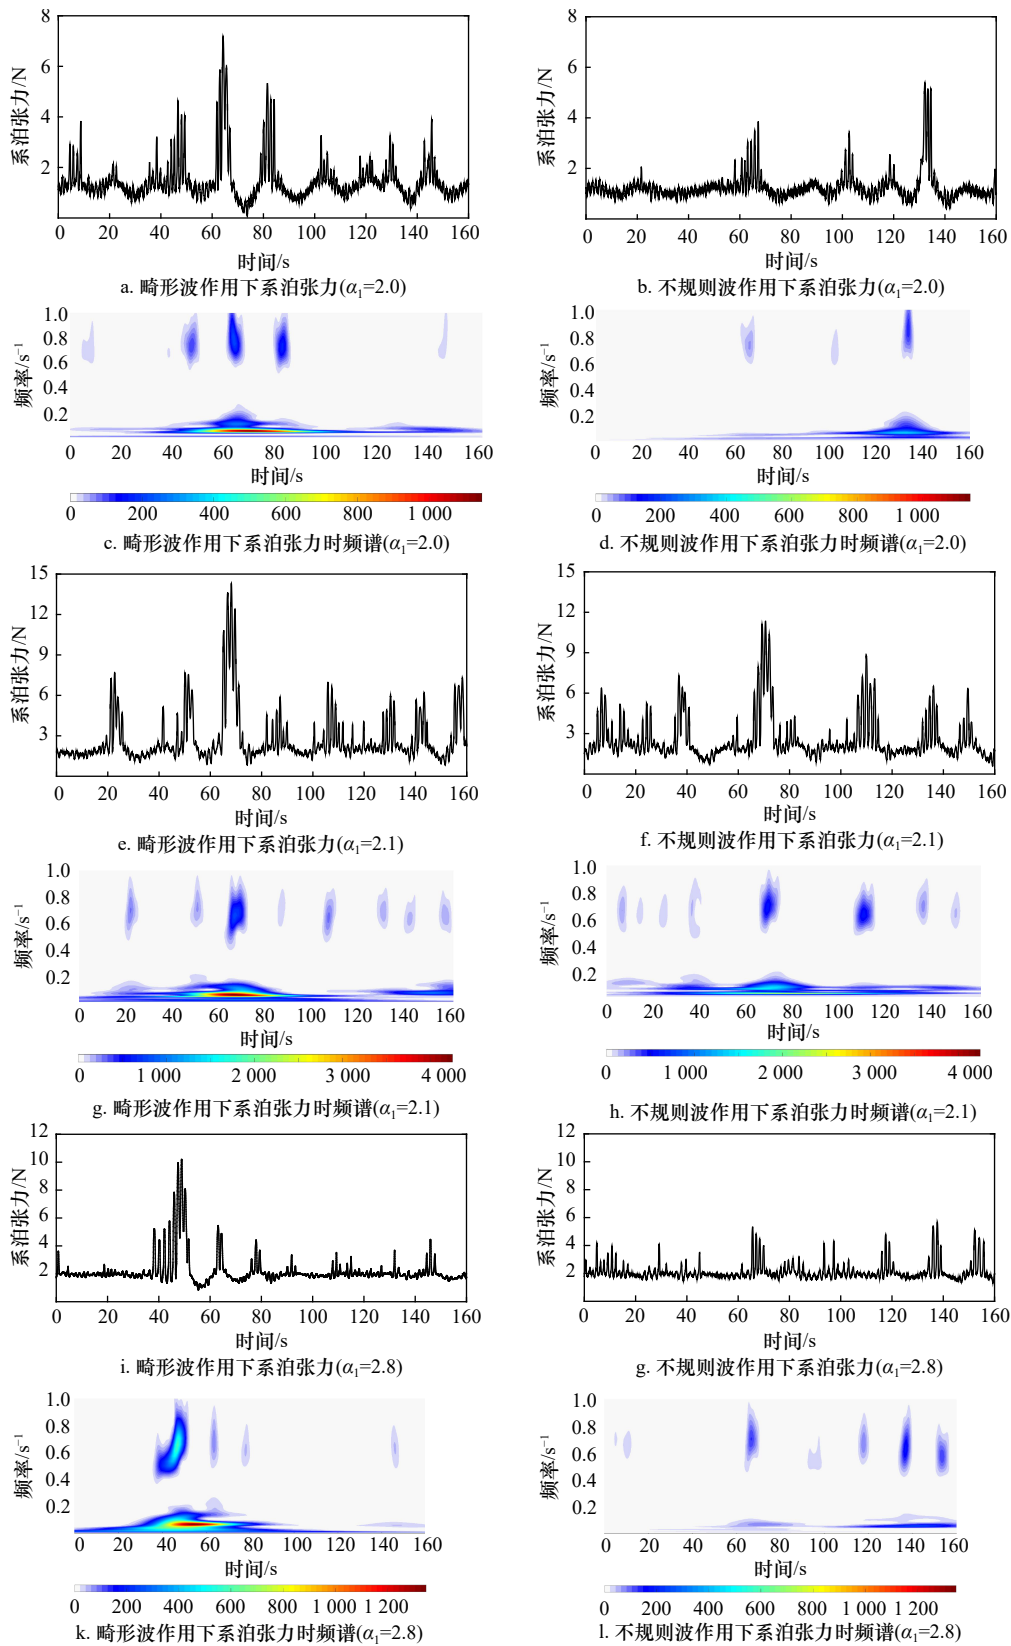 系泊张力/N
8
6
4
2
0 20 40 60 80 100 120 140 160
时间/s
a. 畸形波作用下系泊张力(α₁=2.0)
系泊张力/N
8
6
4
2
0 20 40 60 80 100 120 140 160
时间/s
b. 不规则波作用下系泊张力(α₁=2.0)
频率/s⁻¹
1.0
0.8
0.6
0.4
0.2
0 20 40 60 80 100 120 140 160
时间/s
0 200 400 600 800 1 000
c. 畸形波作用下系泊张力时频谱(α₁=2.0)
频率/s⁻¹
1.0
0.8
0.6
0.4
0.2
0 20 40 60 80 100 120 140 160
时间/s
0 200 400 600 800 1 000
d. 不规则波作用下系泊张力时频谱(α₁=2.0)
系泊张力/N
15
12
9
6
3
0 20 40 60 80 100 120 140 160
时间/s
e. 畸形波作用下系泊张力(α₁=2.1)
系泊张力/N
15
12
9
6
3
0 20 40 60 80 100 120 140 160
时间/s
f. 不规则波作用下系泊张力(α₁=2.1)
频率/s⁻¹
1.0
0.8
0.6
0.4
0.2
0 20 40 60 80 100 120 140 160
时间/s
0 1 000 2 000 3 000 4 000
g. 畸形波作用下系泊张力时频谱(α₁=2.1)
频率/s⁻¹
1.0
0.8
0.6
0.4
0.2
0 20 40 60 80 100 120 140 160
时间/s
0 1 000 2 000 3 000 4 000
h. 不规则波作用下系泊张力时频谱(α₁=2.1)
系泊张力/N
12
10
8
6
4
2
0 20 40 60 80 100 120 140 160
时间/s
i. 畸形波作用下系泊张力(α₁=2.8)
系泊张力/N
12
10
8
6
4
2
0 20 40 60 80 100 120 140 160
时间/s
g. 不规则波作用下系泊张力(α₁=2.8)
频率/s⁻¹
1.0
0.8
0.6
0.4
0.2
0 20 40 60 80 100 120 140 160
时间/s
0 200 400 600 800 1 000 1 200
k. 畸形波作用下系泊张力时频谱(α₁=2.8)
频率/s⁻¹
1.0
0.8
0.6
0.4
0.2
0 20 40 60 80 100 120 140 160
时间/s
0 200 400 600 800 1 000 1 200
l. 不规则波作用下系泊张力时频谱(α₁=2.8)